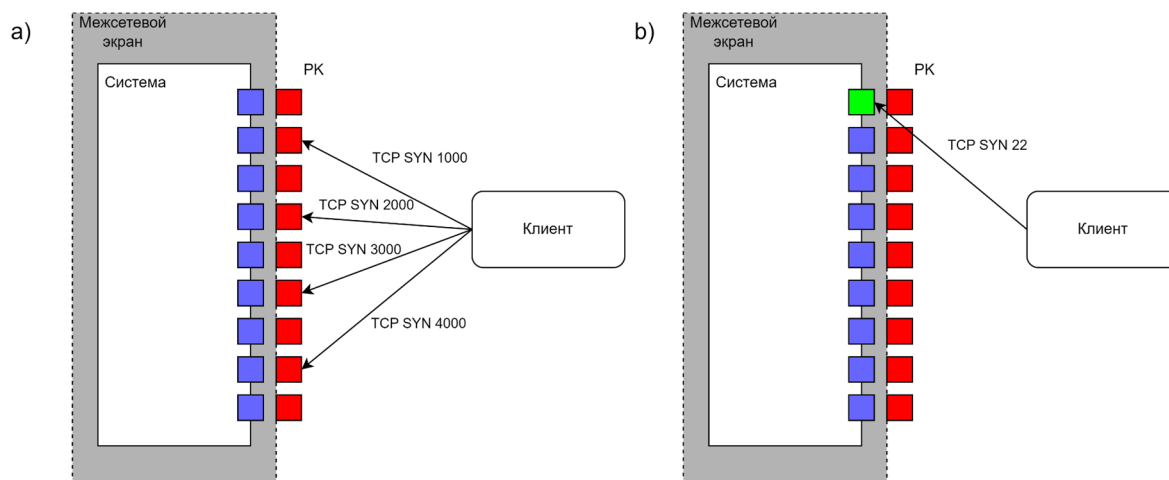 a)
Межсетевой
экран
Система
PK
TCP SYN 1000
TCP SYN 2000
TCP SYN 3000
TCP SYN 4000
Клиент
b)
Межсетевой
экран
Система
PK
TCP SYN 22
Клиент